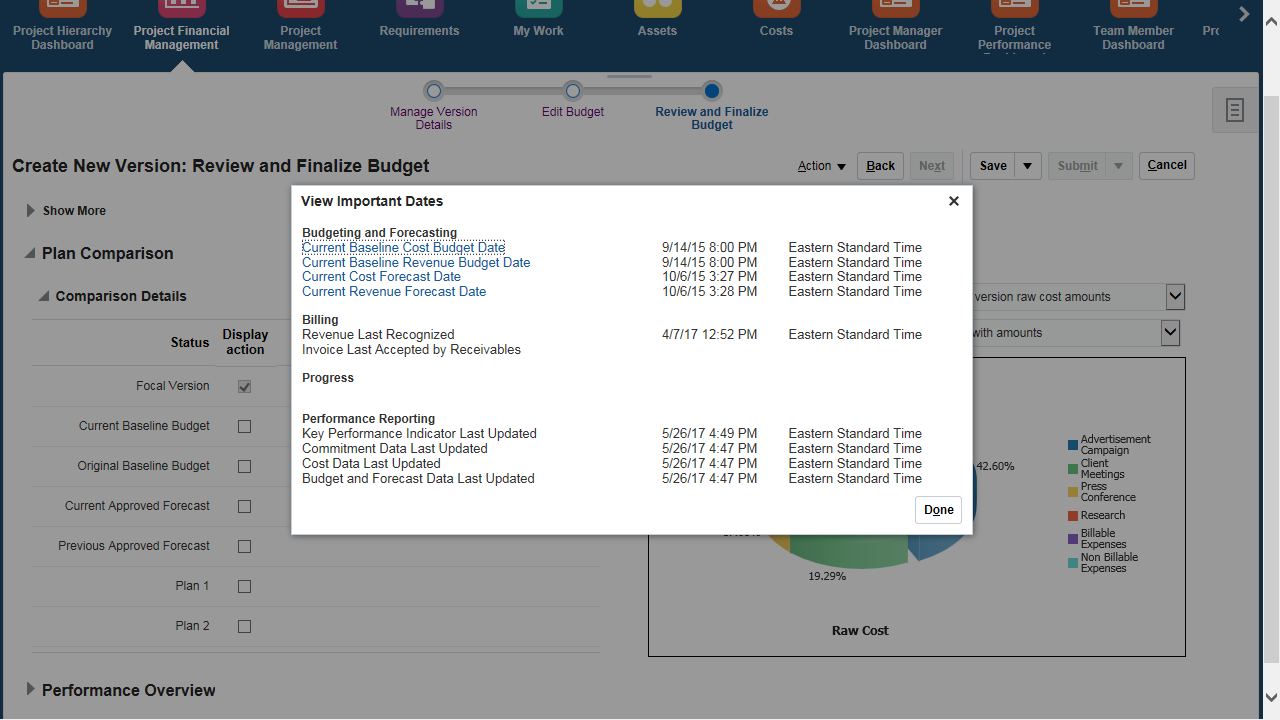 Project Hierarchy
Dashboard
Project Financial
Management
Project
Management
Requirements
My Work
Assets
Costs
Project Manager
Dashboard
Project
Performance
Team Member
Dashboard
Manage Version
Details
Edit Budget
Review and Finalize
Budget
Create New Version: Review and Finalize Budget
Action
Back
Next
Save
Submit
Cancel
Show More
Plan Comparison
Comparison Details
Status
Display
action
Focal Version
Current Baseline Budget
Original Baseline Budget
Current Approved Forecast
Previous Approved Forecast
Plan 1
Plan 2
Performance Overview
View Important Dates
Budgeting and Forecasting
Current Baseline Cost Budget Date 9/14/15 8:00 PM Eastern Standard Time
Current Baseline Revenue Budget Date 9/14/15 8:00 PM Eastern Standard Time
Current Cost Forecast Date 10/6/15 3:27 PM Eastern Standard Time
Current Revenue Forecast Date 10/6/15 3:28 PM Eastern Standard Time
Billing
Revenue Last Recognized 4/7/17 12:52 PM Eastern Standard Time
Invoice Last Accepted by Receivables
Progress
Performance Reporting
Key Performance Indicator Last Updated 5/26/17 4:49 PM Eastern Standard Time
Commitment Data Last Updated 5/26/17 4:47 PM Eastern Standard Time
Cost Data Last Updated 5/26/17 4:47 PM Eastern Standard Time
Budget and Forecast Data Last Updated 5/26/17 4:47 PM Eastern Standard Time
Done
version raw cost amounts
with amounts
42.60%
19.29%
Raw Cost
Advertisement
Campaign
Client
Meetings
Press
Conference
Research
Billable
Expenses
Non Billable
Expenses